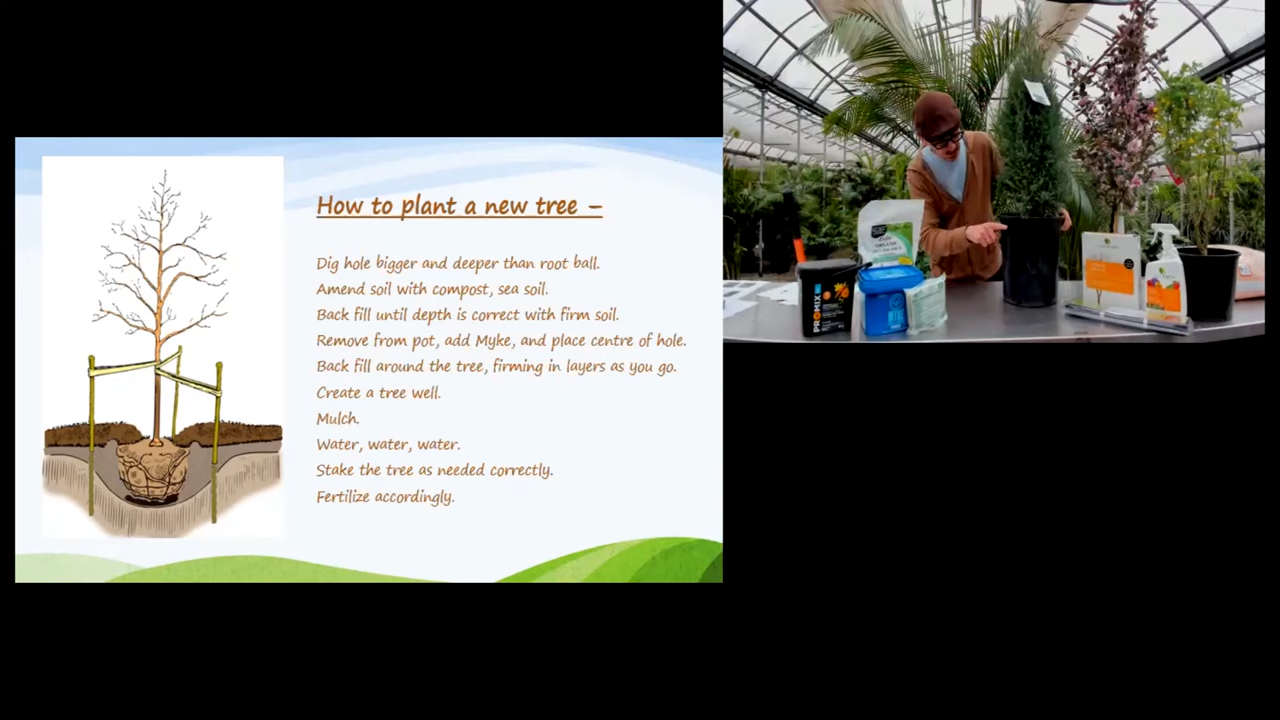 How to plant a new tree –
Dig hole bigger and deeper than root ball.
Amend soil with compost, sea soil.
Back fill until depth is correct with firm soil.
Remove from pot, add Myke, and place centre of hole.
Back fill around the tree, firming in layers as you go.
Create a tree well.
Mulch.
Water, water, water.
Stake the tree as needed correctly.
Fertilize accordingly.
PROMIX